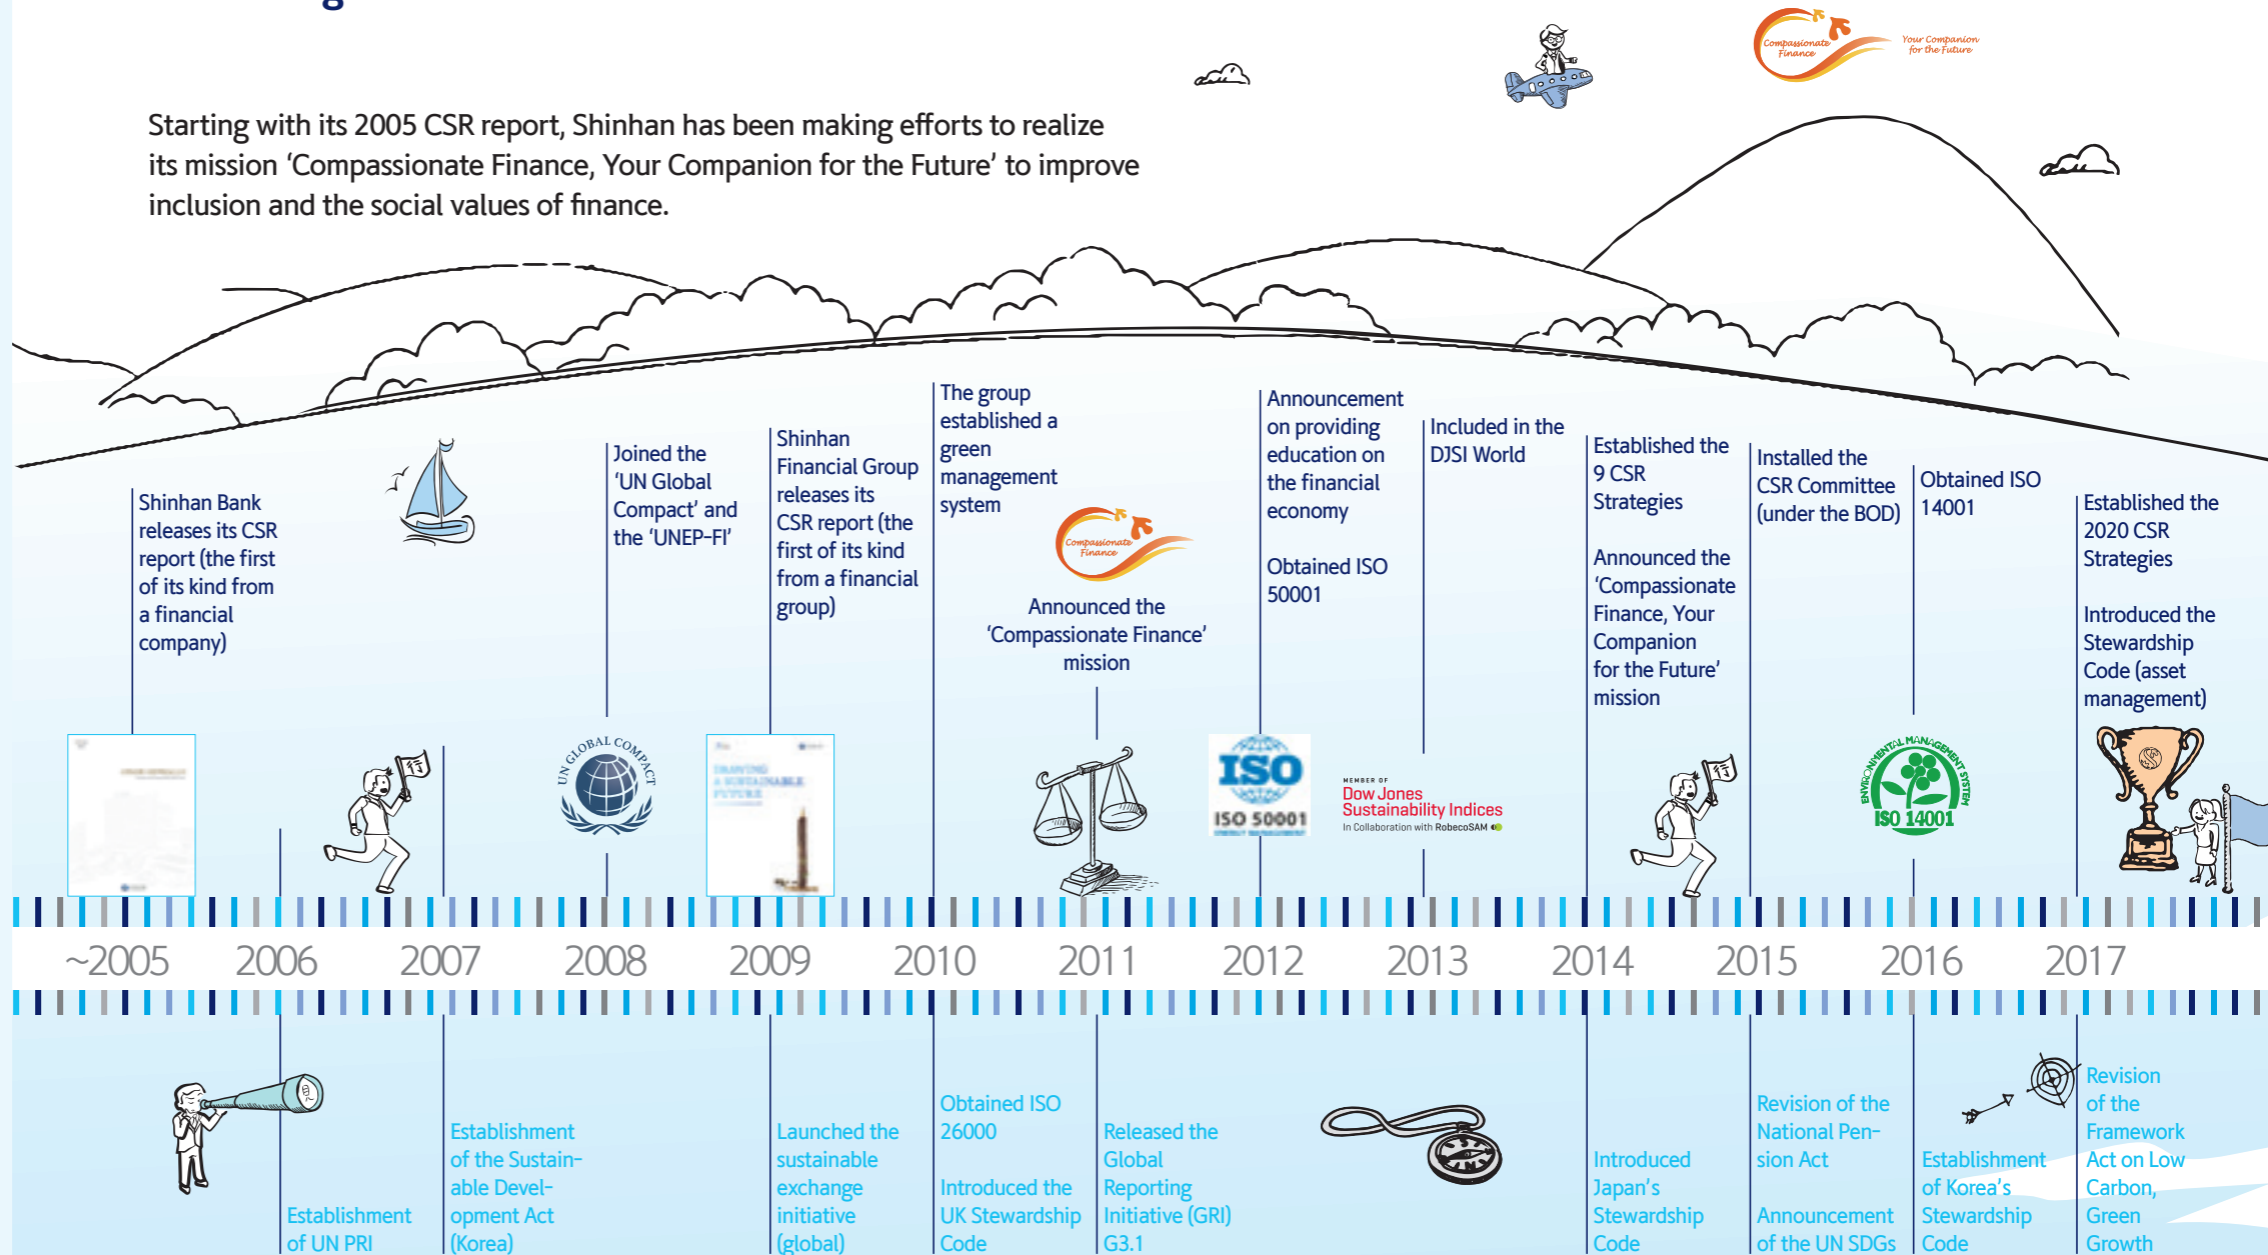 Starting with its 2005 CSR report, Shinhan has been making efforts to realize
its mission ‘Compassionate Finance, Your Companion for the Future’ to improve
inclusion and the social values of finance.
Compassionate
Finance
Your Companion
for the Future
Shinhan Bank
releases its CSR
report (the first
of its kind from
a financial
company)
Joined the
‘UN Global
Compact’ and
the ‘UNEP-FI’
UN GLOBAL COMPACT
Shinhan
Financial Group
releases its
CSR report (the
first of its kind
from a financial
group)
DRAWING
A SUSTAINABLE
FUTURE
The group
established a
green
management
system
Compassionate
Finance
Announced the
‘Compassionate Finance’
mission
Announcement
on providing
education on
the financial
economy
Obtained ISO
50001
ISO
ISO 50001
Included in the
DJSI World
MEMBER OF
Dow Jones
Sustainability Indices
In Collaboration with RobecoSAM
Established the
9 CSR
Strategies
Announced the
‘Compassionate
Finance, Your
Companion
for the Future’
mission
Installed the
CSR Committee
(under the BOD)
Obtained ISO
14001
ENVIRONMENTAL MANAGEMENT SYSTEM
ISO 14001
Established the
2020 CSR
Strategies
Introduced the
Stewardship
Code (asset
management)
~2005 2006 2007 2008 2009 2010 2011 2012 2013 2014 2015 2016 2017
Establishment
of UN PRI
Establishment
of the Sustain-
able Devel-
opment Act
(Korea)
Launched the
sustainable
exchange
initiative
(global)
Obtained ISO
26000
Introduced the
UK Stewardship
Code
Released the
Global
Reporting
Initiative (GRI)
G3.1
Introduced
Japan’s
Stewardship
Code
Revision of the
National Pen-
sion Act
Announcement
of the UN SDGs
Establishment
of Korea’s
Stewardship
Code
Revision
of the
Framework
Act on Low
Carbon,
Green
Growth